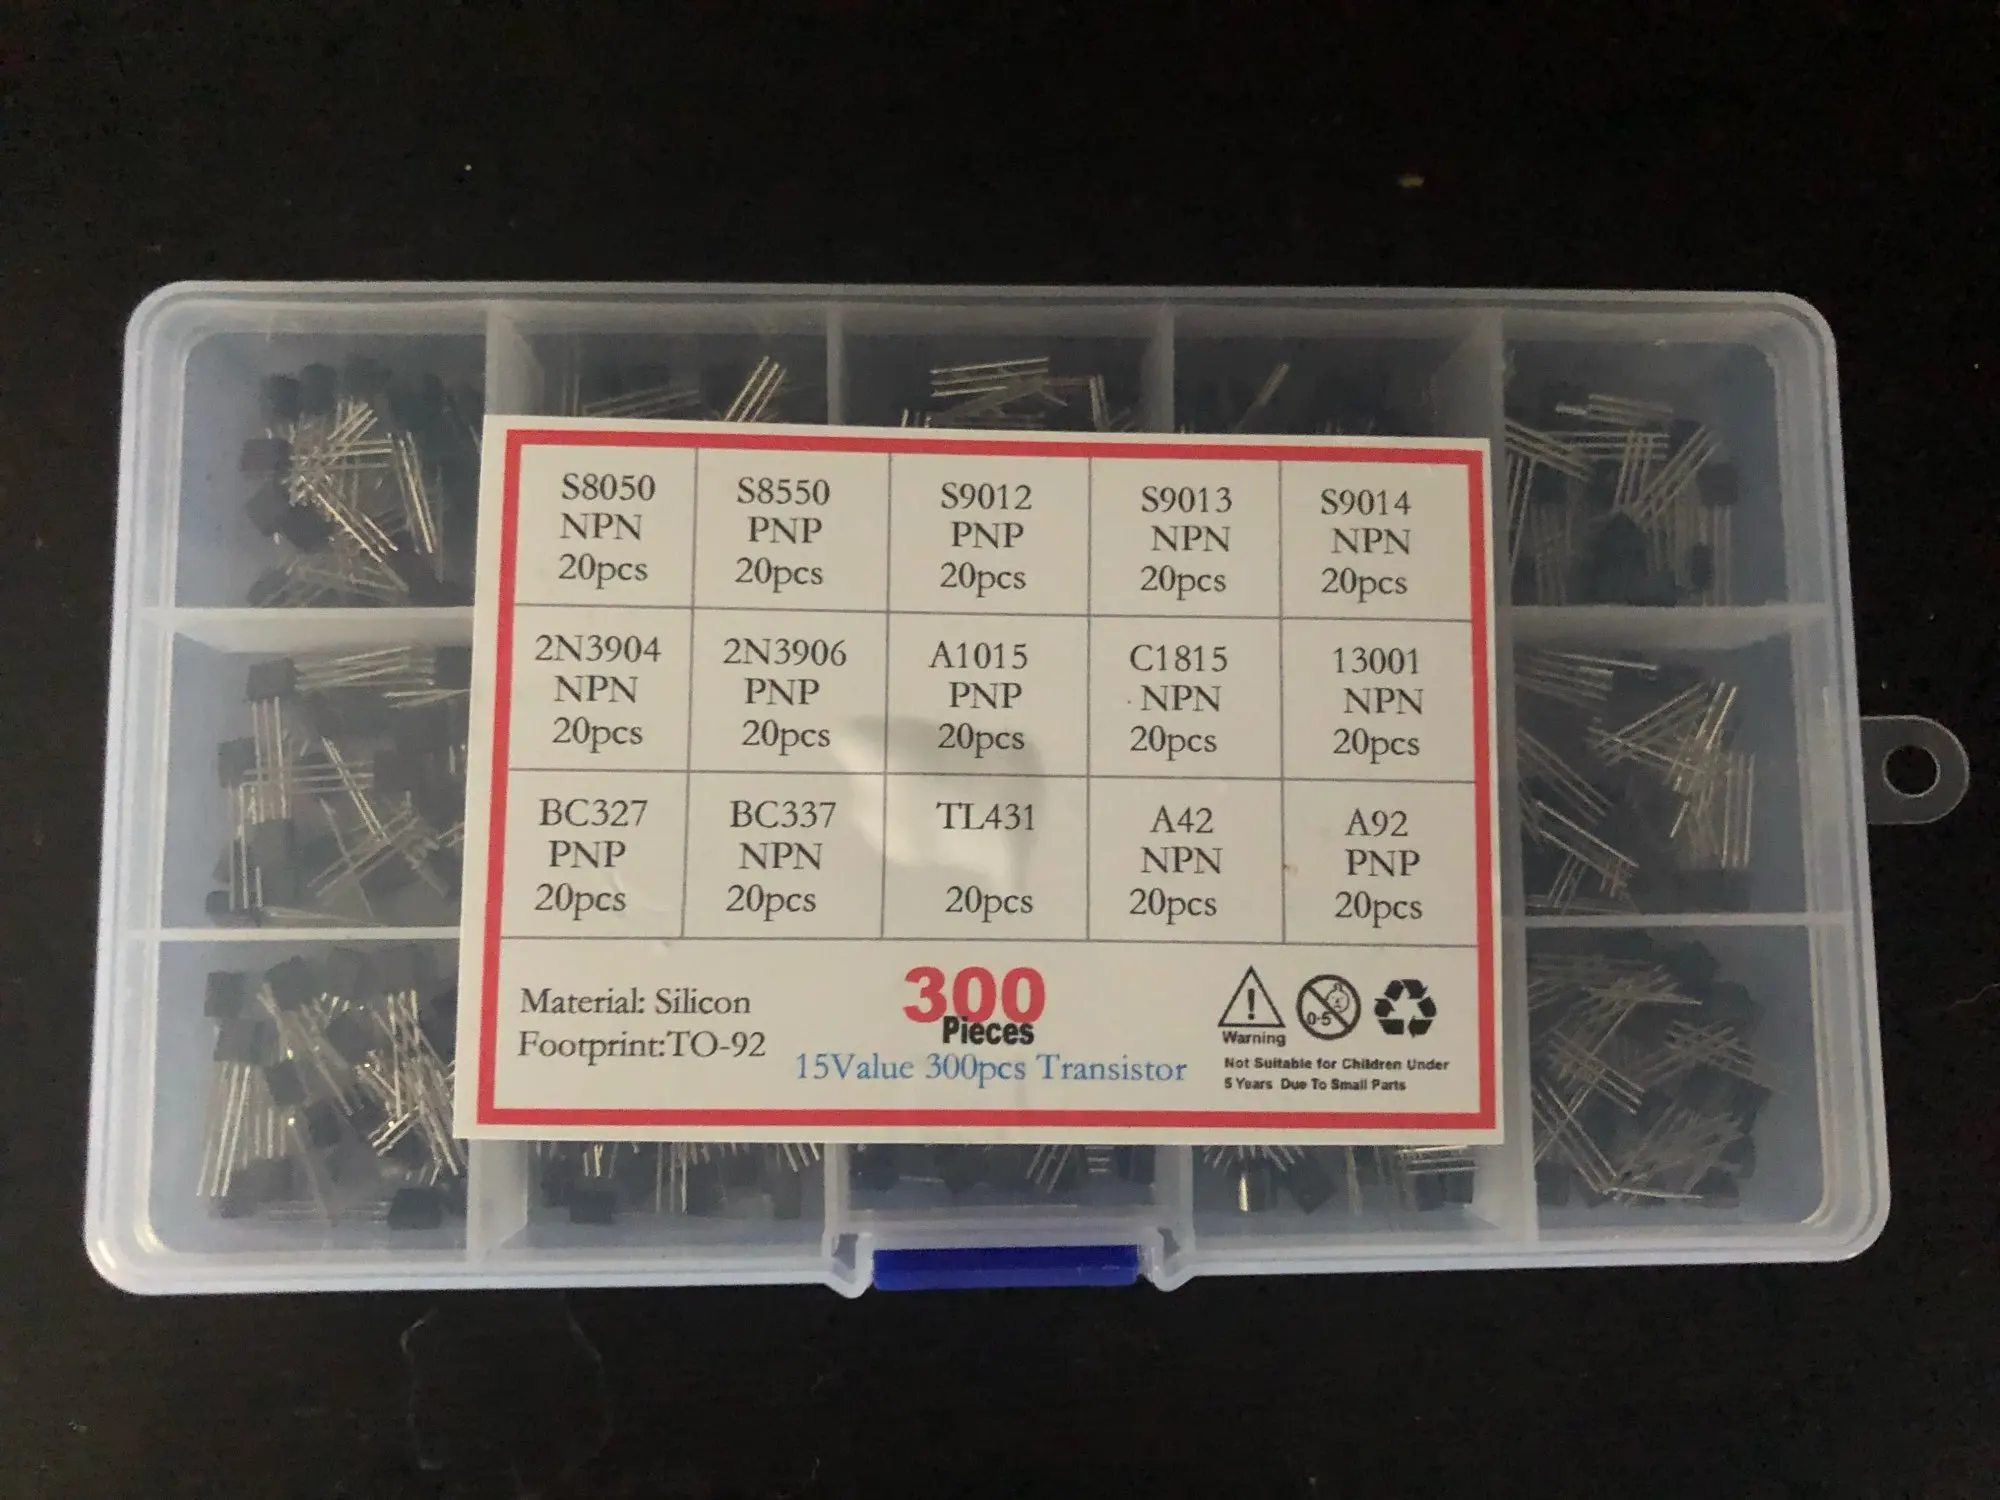 S8050 S8550 S9012 S9013 S9014
NPN PNP PNP NPN NPN
20pcs 20pcs 20pcs 20pcs 20pcs
2N3904 2N3906 A1015 C1815 13001
NPN PNP PNP NPN NPN
20pcs 20pcs 20pcs 20pcs 20pcs
BC327 BC337 TL431 A42 A92
PNP NPN NPN PNP
20pcs 20pcs 20pcs 20pcs 20pcs
Material: Silicon
Footprint:TO-92
300
Pieces
15Value 300pcs Transistor
0-5
Warning
Not Suitable for Children Under
5 Years Due To Small Parts